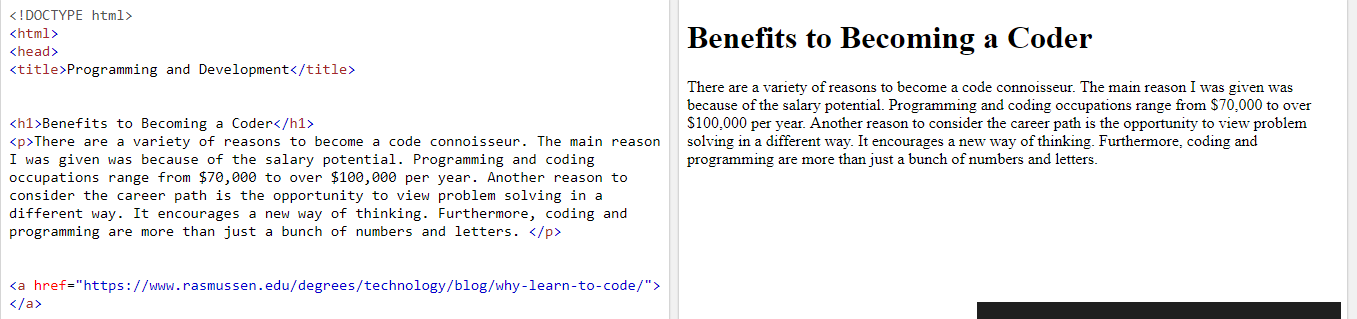 <!DOCTYPE html>
<html>
<head>
<title>Programming and Development</title>
<h1>Benefits to Becoming a Coder</h1>
<p>There are a variety of reasons to become a code connoisseur. The main reason
I was given was because of the salary potential. Programming and coding
occupations range from $70,000 to over $100,000 per year. Another reason to
consider the career path is the opportunity to view problem solving in a
different way. It encourages a new way of thinking. Furthermore, coding and
programming are more than just a bunch of numbers and letters. </p>
<a href="https://www.rasmussen.edu/degrees/technology/blog/why-learn-to-code/">
</a>
Benefits to Becoming a Coder
There are a variety of reasons to become a code connoisseur. The main reason I was given was
because of the salary potential. Programming and coding occupations range from $70,000 to over
$100,000 per year. Another reason to consider the career path is the opportunity to view problem
solving in a different way. It encourages a new way of thinking. Furthermore, coding and
programming are more than just a bunch of numbers and letters.